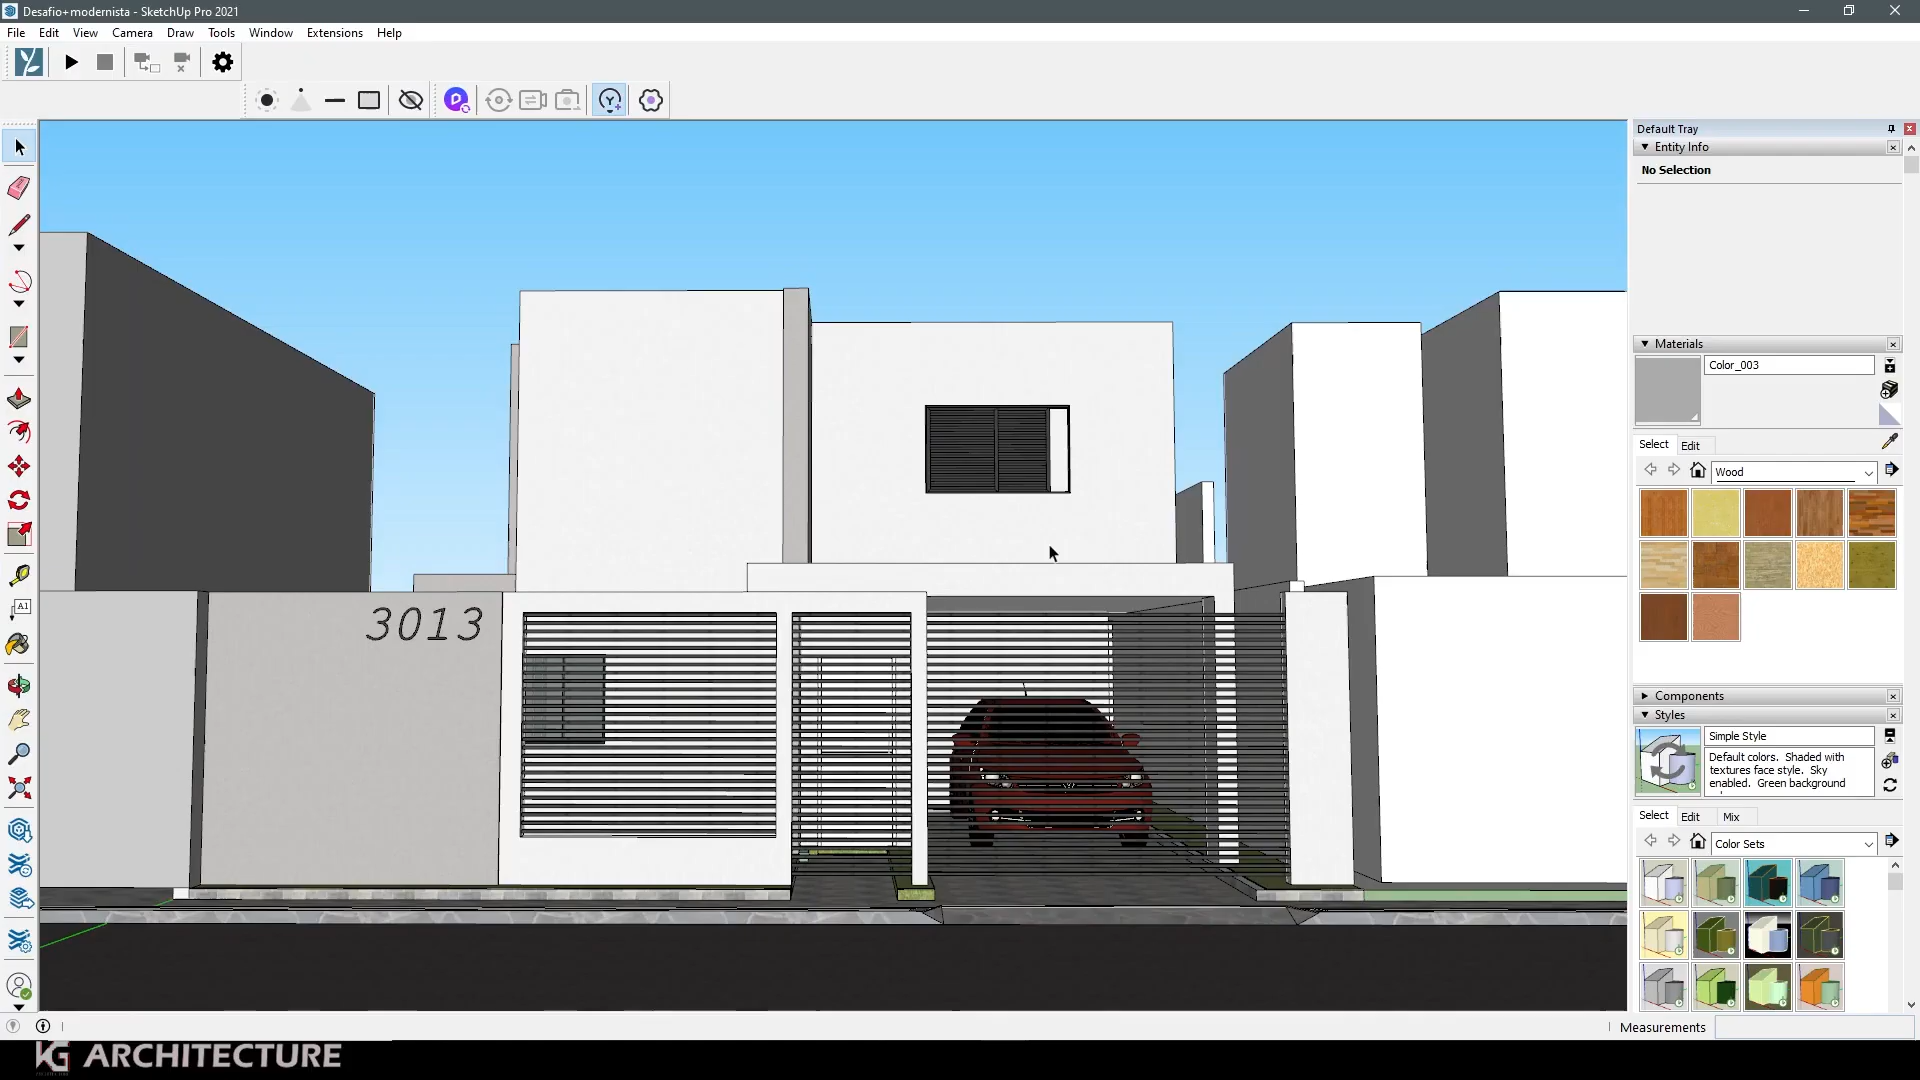 Desafio+modernista - SketchUp Pro 2021
File Edit View Camera Draw Tools Window Extensions Help
Default Tray
Entity Info
No Selection
Materials
Color_003
Select Edit
Wood
Components
Styles
Simple Style
Default colors. Shaded with
textures face style. Sky
enabled. Green background
Select Edit Mix
Color Sets
3013
A1
Measurements
KG ARCHITECTURE